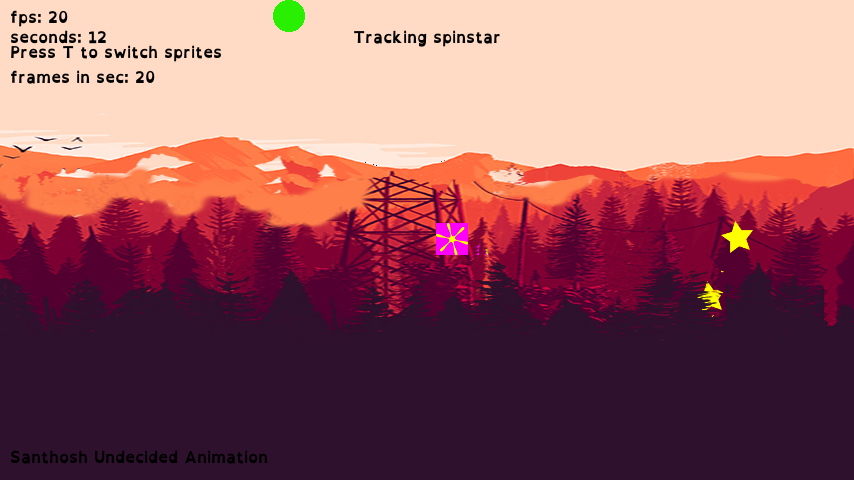 fps: 20
seconds: 12
Tracking spinstar
Press T to switch sprites
frames in sec: 20
Santhosh Undecided Animation